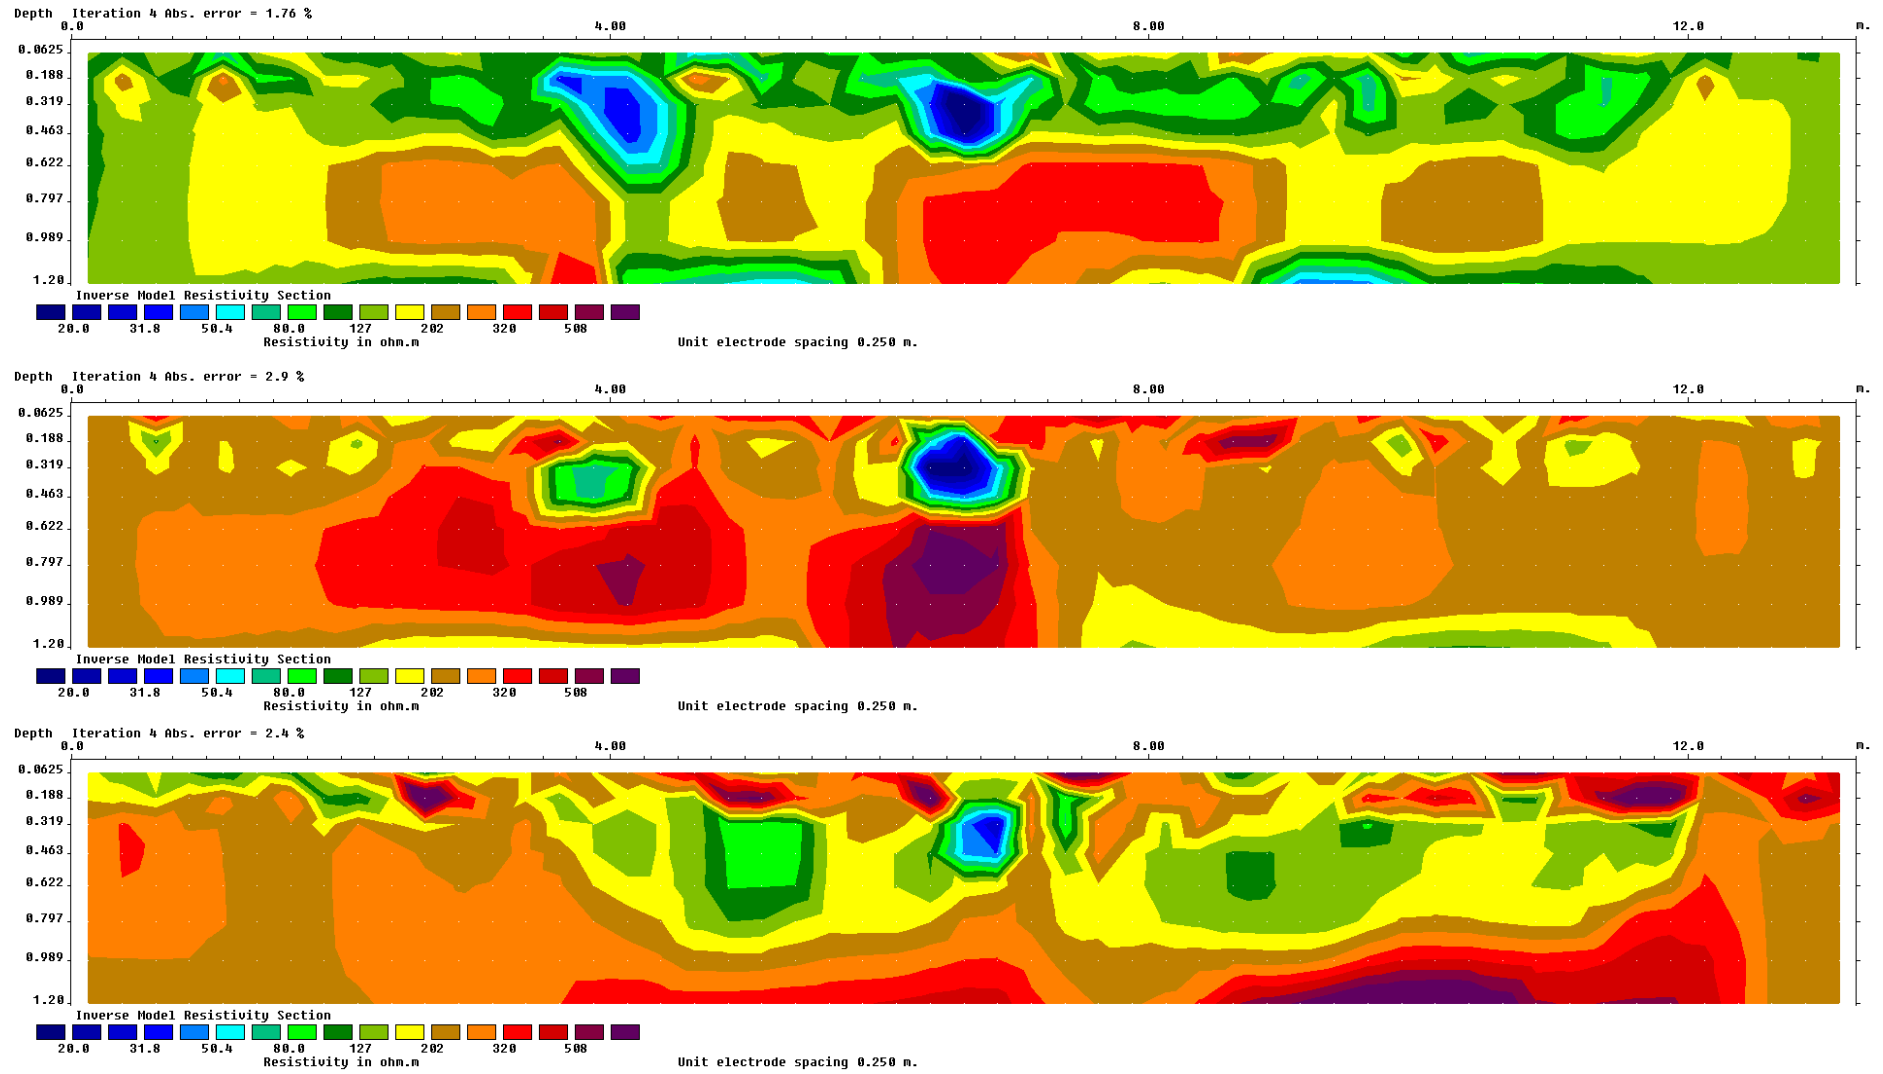 Depth Iteration 4 Abs. error = 1.76 %
0.0 4.00 8.00 12.0 m.
0.0625
0.188
0.319
0.463
0.622
0.797
0.989
1.20
Inverse Model Resistivity Section
20.0 31.8 50.4 80.0 127 202 320 508
Resistivity in ohm.m Unit electrode spacing 0.250 m.
Depth Iteration 4 Abs. error = 2.9 %
0.0 4.00 8.00 12.0 m.
0.0625
0.188
0.319
0.463
0.622
0.797
0.989
1.20
Inverse Model Resistivity Section
20.0 31.8 50.4 80.0 127 202 320 508
Resistivity in ohm.m Unit electrode spacing 0.250 m.
Depth Iteration 4 Abs. error = 2.4 %
0.0 4.00 8.00 12.0 m.
0.0625
0.188
0.319
0.463
0.622
0.797
0.989
1.20
Inverse Model Resistivity Section
20.0 31.8 50.4 80.0 127 202 320 508
Resistivity in ohm.m Unit electrode spacing 0.250 m.